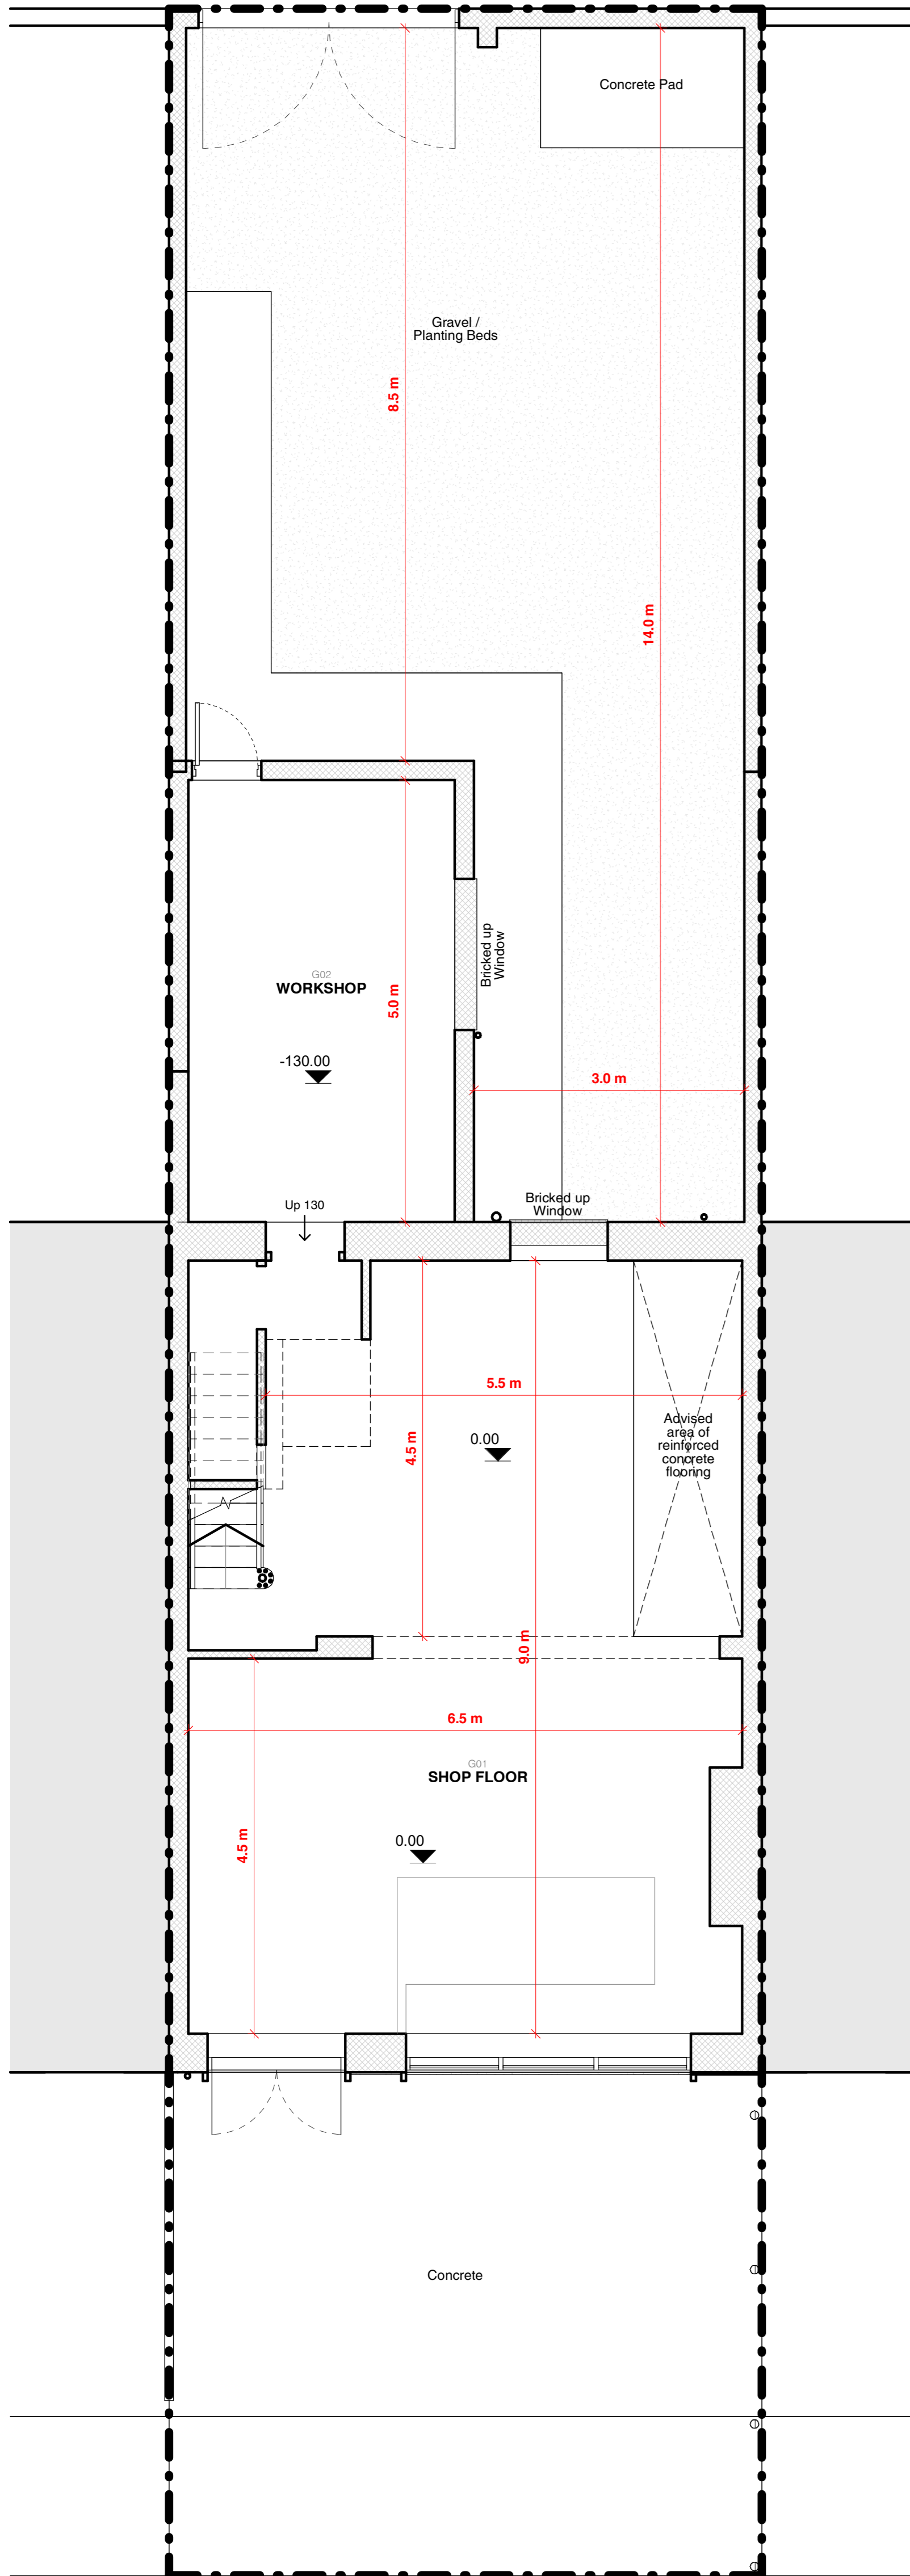 Concrete Pad
Gravel /
Planting Beds
8.5 m
14.0 m
Bricked up
Window
G02
WORKSHOP
5.0 m
-130.00
3.0 m
Up 130
Bricked up
Window
5.5 m
Advised
area of
reinforced
concrete
flooring
0.00
4.5 m
9.0 m
6.5 m
G01
SHOP FLOOR
0.00
4.5 m
Concrete